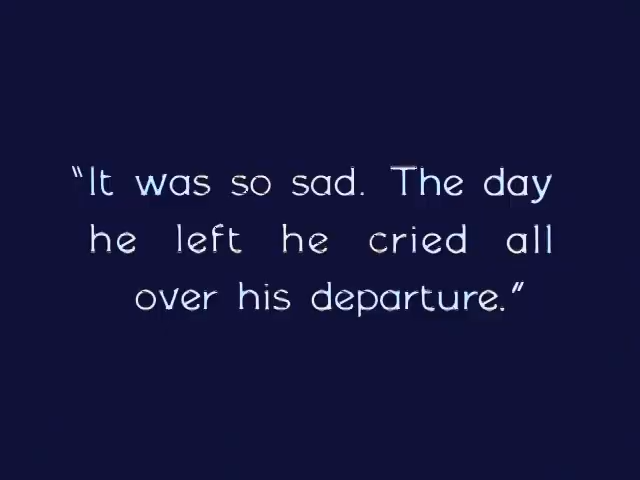 “It was so sad. The day
he left he cried all
over his departure.”